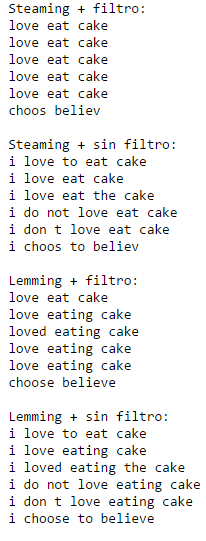 Steaming + filtro:
love eat cake
love eat cake
love eat cake
love eat cake
love eat cake
choos believ

Steaming + sin filtro:
i love to eat cake
i love eat cake
i love eat the cake
i do not love eat cake
i don t love eat cake
i choos to believ

Lemming + filtro:
love eat cake
love eating cake
loved eating cake
love eating cake
love eating cake
choose believe

Lemming + sin filtro:
i love to eat cake
i love eating cake
i loved eating the cake
i do not love eating cake
i don t love eating cake
i choose to believe